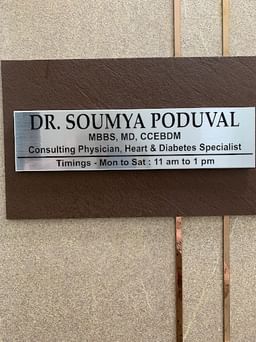 DR. SOUMYA PODUVAL
MBBS, MD, CCEBDM
Consulting Physician, Heart & Diabetes Specialist
Timings - Mon to Sat : 11 am to 1 pm